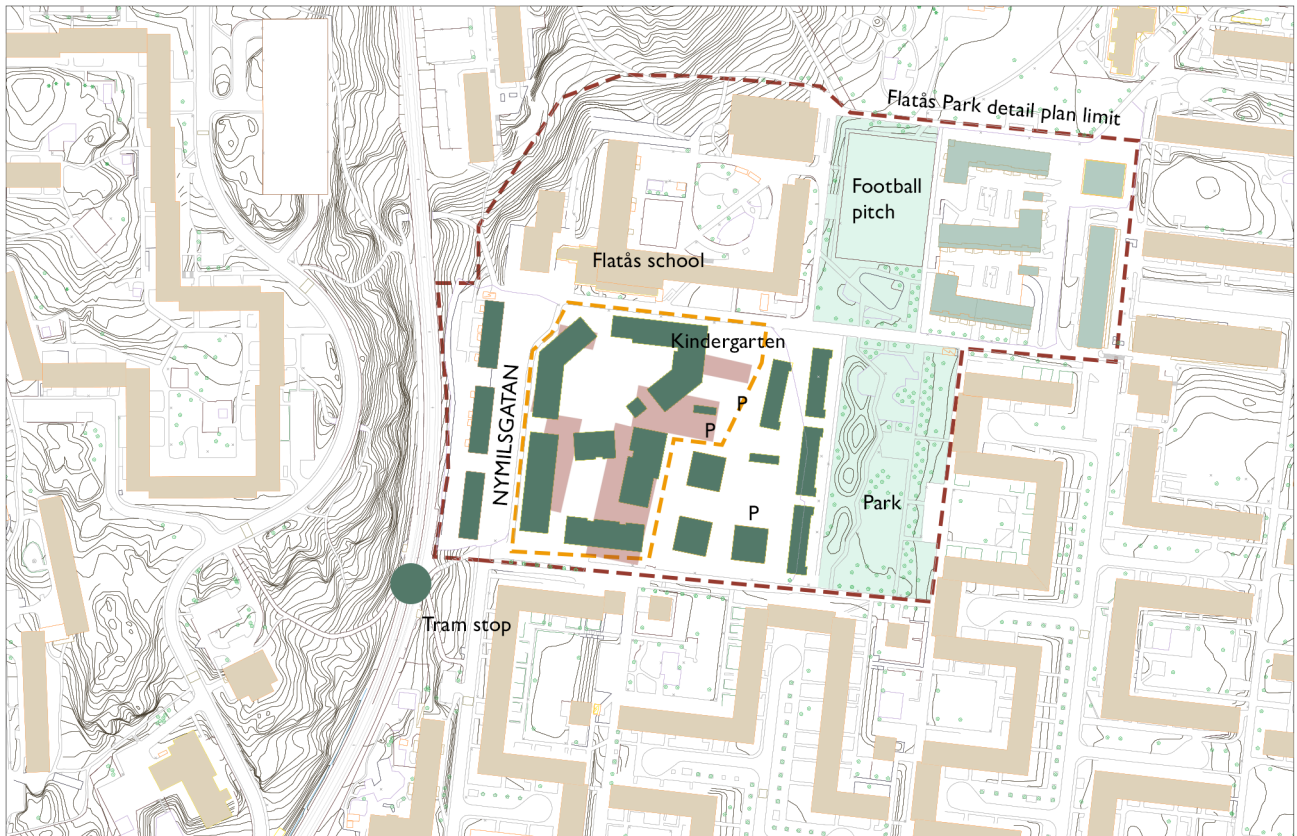 Flatås Park detail plan limit
Football
pitch
Flatås school
Kindergarten
NYMILSGATAN
P
P
P
Park
Tram stop